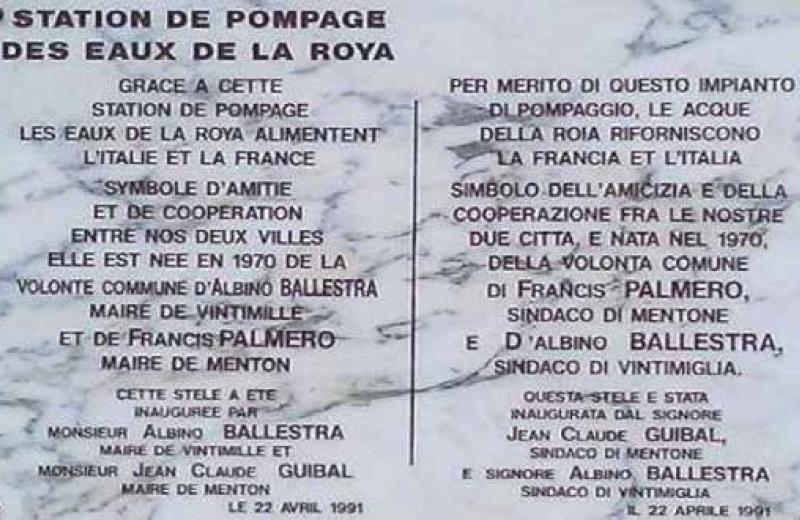 STATION DE POMPAGE
DES EAUX DE LA ROYA
GRACE A CETTE
STATION DE POMPAGE
LES EAUX DE LA ROYA ALIMENTENT
L'ITALIE ET LA FRANCE
SYMBOLE D'AMITIE
ET DE COOPERATION
ENTRE NOS DEUX VILLES
ELLE EST NEE EN 1970 DE LA
VOLONTE COMMUNE D'ALBINO BALLESTRA
MAIRE DE VINTIMILLE
ET DE FRANCIS PALMERO
MAIRE DE MENTON
CETTE STELE A ETE
INAUGUREE PAR
MONSIEUR ALBINO BALLESTRA
MAIRE DE VINTIMILLE ET
MONSIEUR JEAN CLAUDE GUIBAL
MAIRE DE MENTON
LE 22 AVRIL 1991
PER MERITO DI QUESTO IMPIANTO
DI POMPAGGIO, LE ACQUE
DELLA ROIA RIFORNISCONO
LA FRANCIA ET L'ITALIA
SIMBOLO DELL'AMICIZIA E DELLA
COOPERAZIONE FRA LE NOSTRE
DUE CITTA, E NATA NEL 1970,
DELLA VOLONTA COMUNE
DI FRANCIS PALMERO,
SINDACO DI MENTONE
E D'ALBINO BALLESTRA,
SINDACO DI VINTIMIGLIA.
QUESTA STELE E STATA
INAUGURATA DAL SIGNORE
JEAN CLAUDE GUIBAL,
SINDACO DI MENTONE
E SIGNORE ALBINO BALLESTRA
SINDACO DI VINTIMIGLIA
IL 22 APRILE 1991